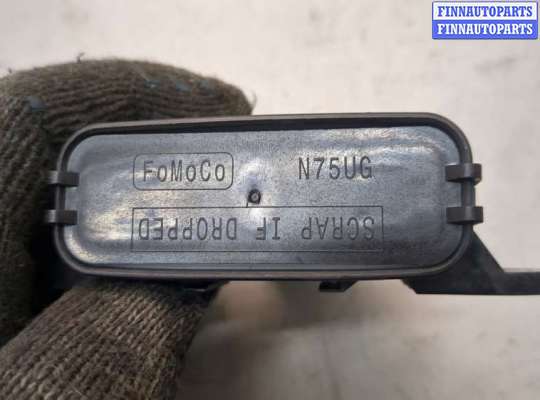 FINNAUTOPARTS
FINNAUTOPARTS
FoMoCo N75UG
SCRAP IF DROPPED